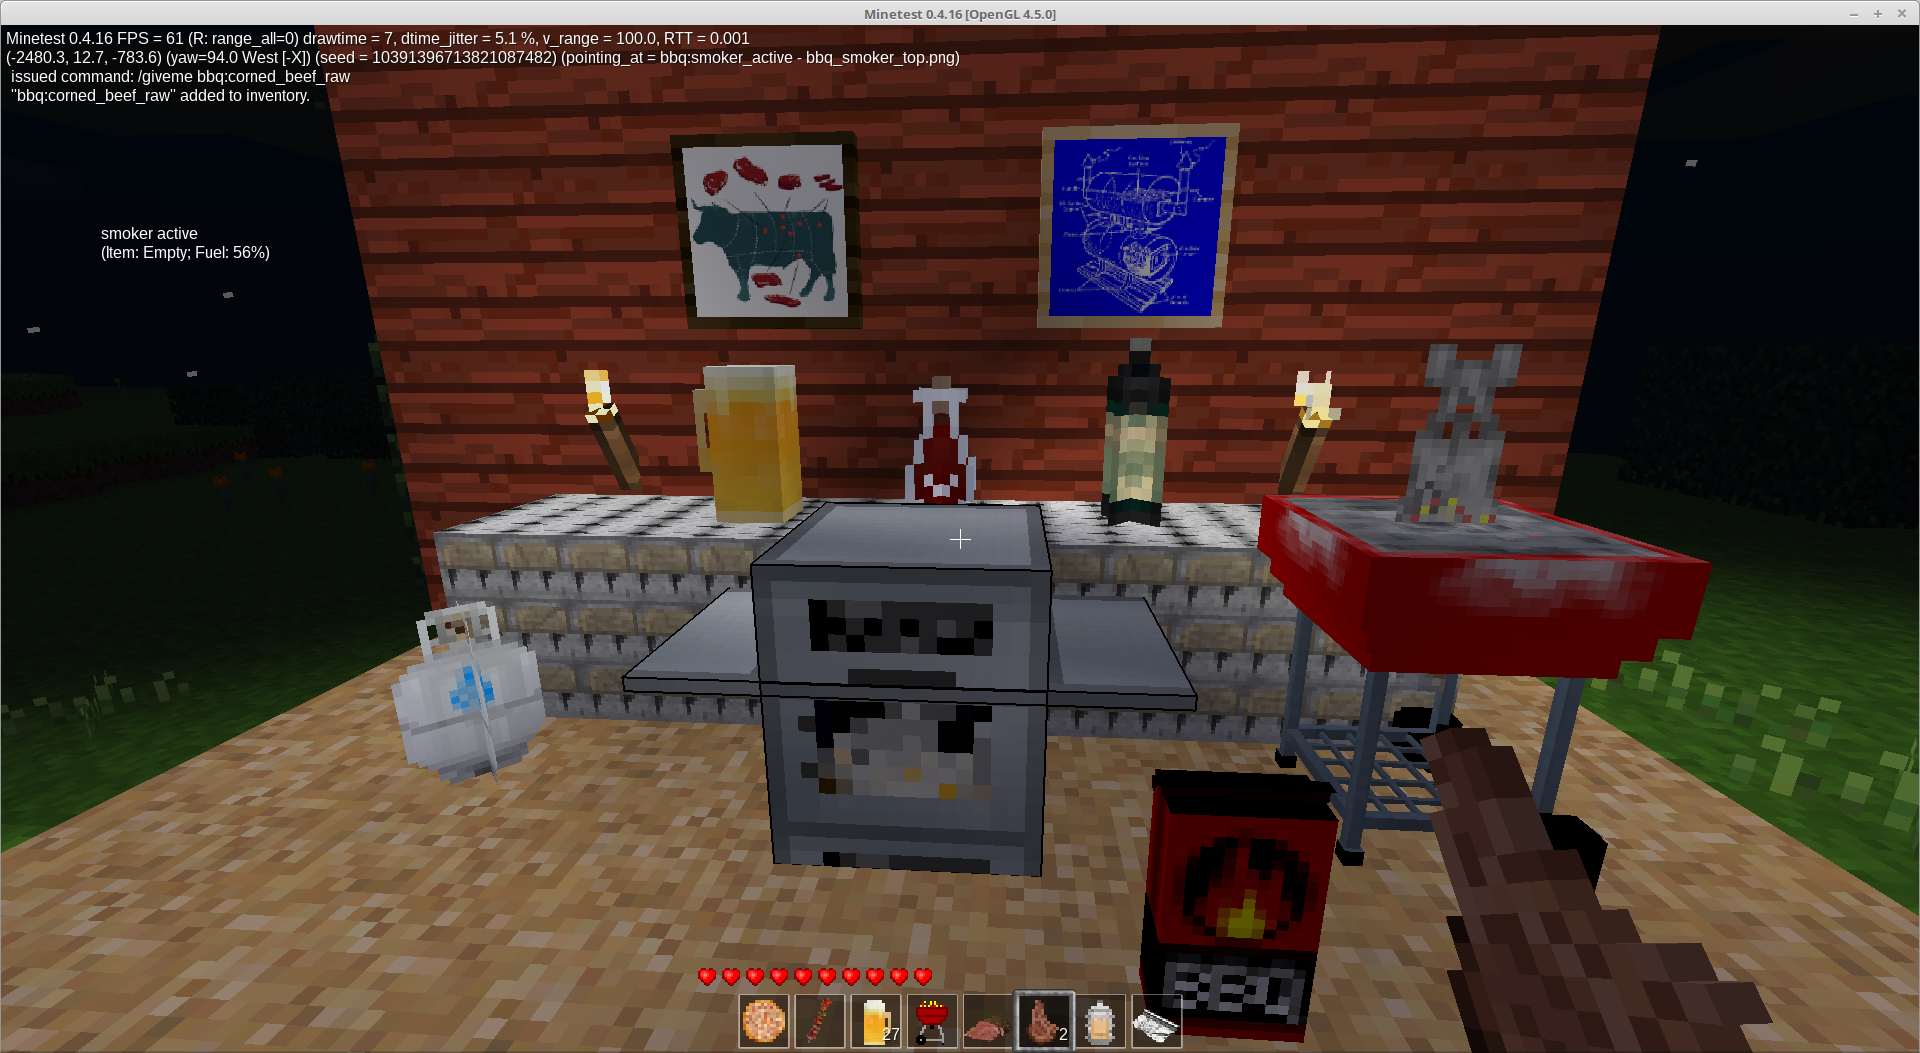 Minetest 0.4.16 [OpenGL 4.5.0]
Minetest 0.4.16 FPS = 61 (R: range_all=0) drawtime = 7, dtime_jitter = 5.1 %, v_range = 100.0, RTT = 0.001
(-2480.3, 12.7, -783.6) (yaw=94.0 West [-X]) (seed = 10391396713821087482) (pointing_at = bbq:smoker_active - bbq_smoker_top.png)
issued command: /giveme bbq:corned_beef_raw
"bbq:corned_beef_raw" added to inventory.
smoker active
(Item: Empty; Fuel: 56%)
27
2